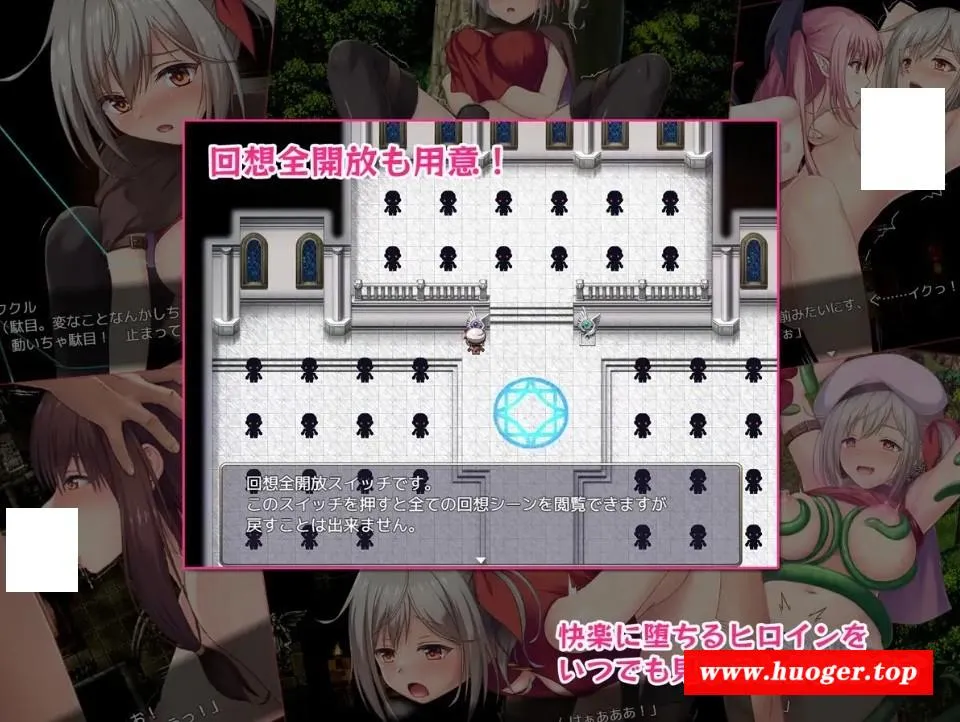 回想全開放も用意！
ククル
（駄目。変なことなんかしち
動いちゃ駄目！　止まって
ぐ……イクっ！
前みたいにす、
お」
回想全開放スイッチです。
このスイッチを押すと全ての回想シーンを閲覧できますが
戻すことは出来ません。
快楽に堕ちるヒロインを
いつでも見
www.huoger.top
お！
うっ！」
はぁあああ！」